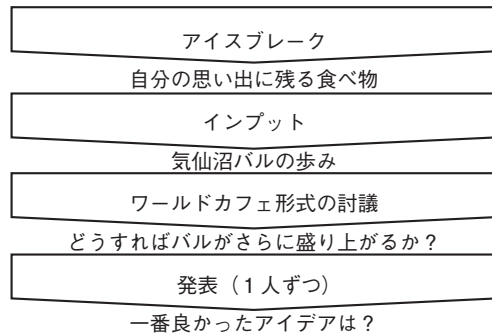 アイスブレーク
自分の思い出に残る食べ物
インプット
気仙沼バルの歩み
ワールドカフェ形式の討議
どうすればバルがさらに盛り上がるか？
発表（1人ずつ）
一番良かったアイデアは？